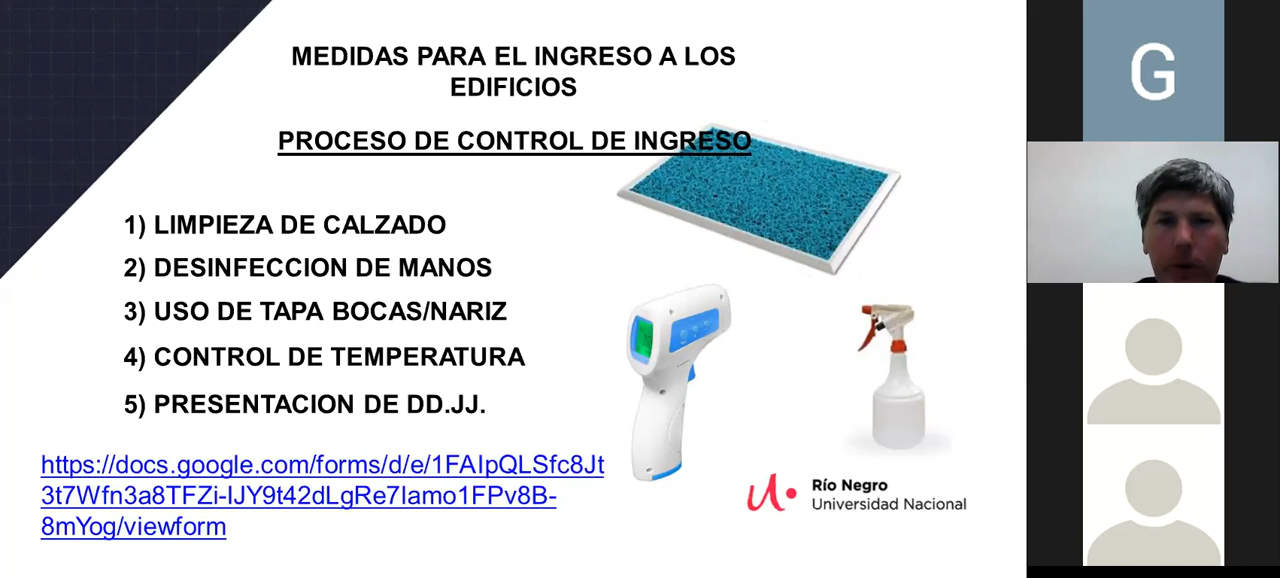 MEDIDAS PARA EL INGRESO A LOS
EDIFICIOS
PROCESO DE CONTROL DE INGRESO
1) LIMPIEZA DE CALZADO
2) DESINFECCION DE MANOS
3) USO DE TAPA BOCAS/NARIZ
4) CONTROL DE TEMPERATURA
5) PRESENTACION DE DD.JJ.
https://docs.google.com/forms/d/e/1FAIpQLSfc8Jt
3t7Wfn3a8TFZi-IJY9t42dLgRe7Iamo1FPv8B-
8mYog/viewform
Río Negro
Universidad Nacional
G